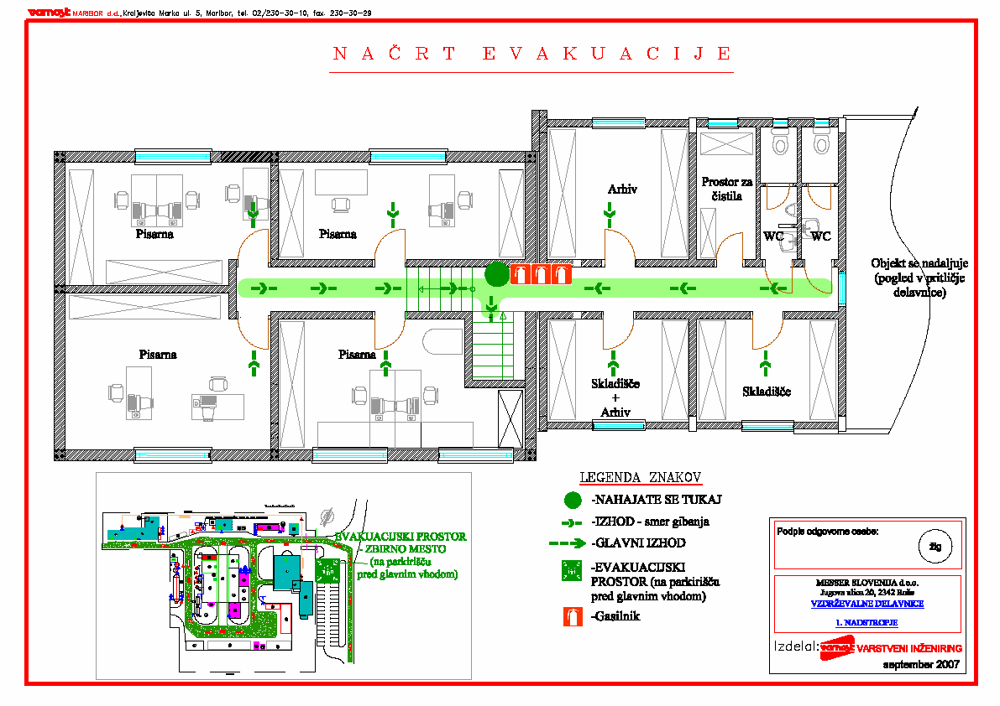 varnost MARIBOR d.d., Kraljeviča Marka ul. 5, Maribor, tel. 02/230-30-10, fax. 230-30-29
NAČRT EVAKUACIJE
Pisarna
Pisarna
Arhiv
Prostor za
čistila
WC
WC
Objekt se nadaljuje
(pogled v pritličje
delavnice)
Pisarna
Pisarna
Skladišče
+
Arhiv
Skladišče
EVAKUACIJSKI PROSTOR
- ZBIRNO MESTO
(na parkirišču
pred glavnim vhodom)
LEGENDA ZNAKOV
-NAHAJATE SE TUKAJ
-IZHOD - smer gibanja
-GLAVNI IZHOD
-EVAKUACIJSKI
PROSTOR (na parkirišču
pred glavnim vhodom)
-Gasilnik
Podpis odgovorne osebe:
žig
MESSER SLOVENIJA d.o.o.
Jugova ulica 20, 2342 Ruše
VZDRŽEVALNE DELAVNICE
1. NADSTROPJE
Izdelal: varnost VARSTVENI INŽENIRING
september 2007